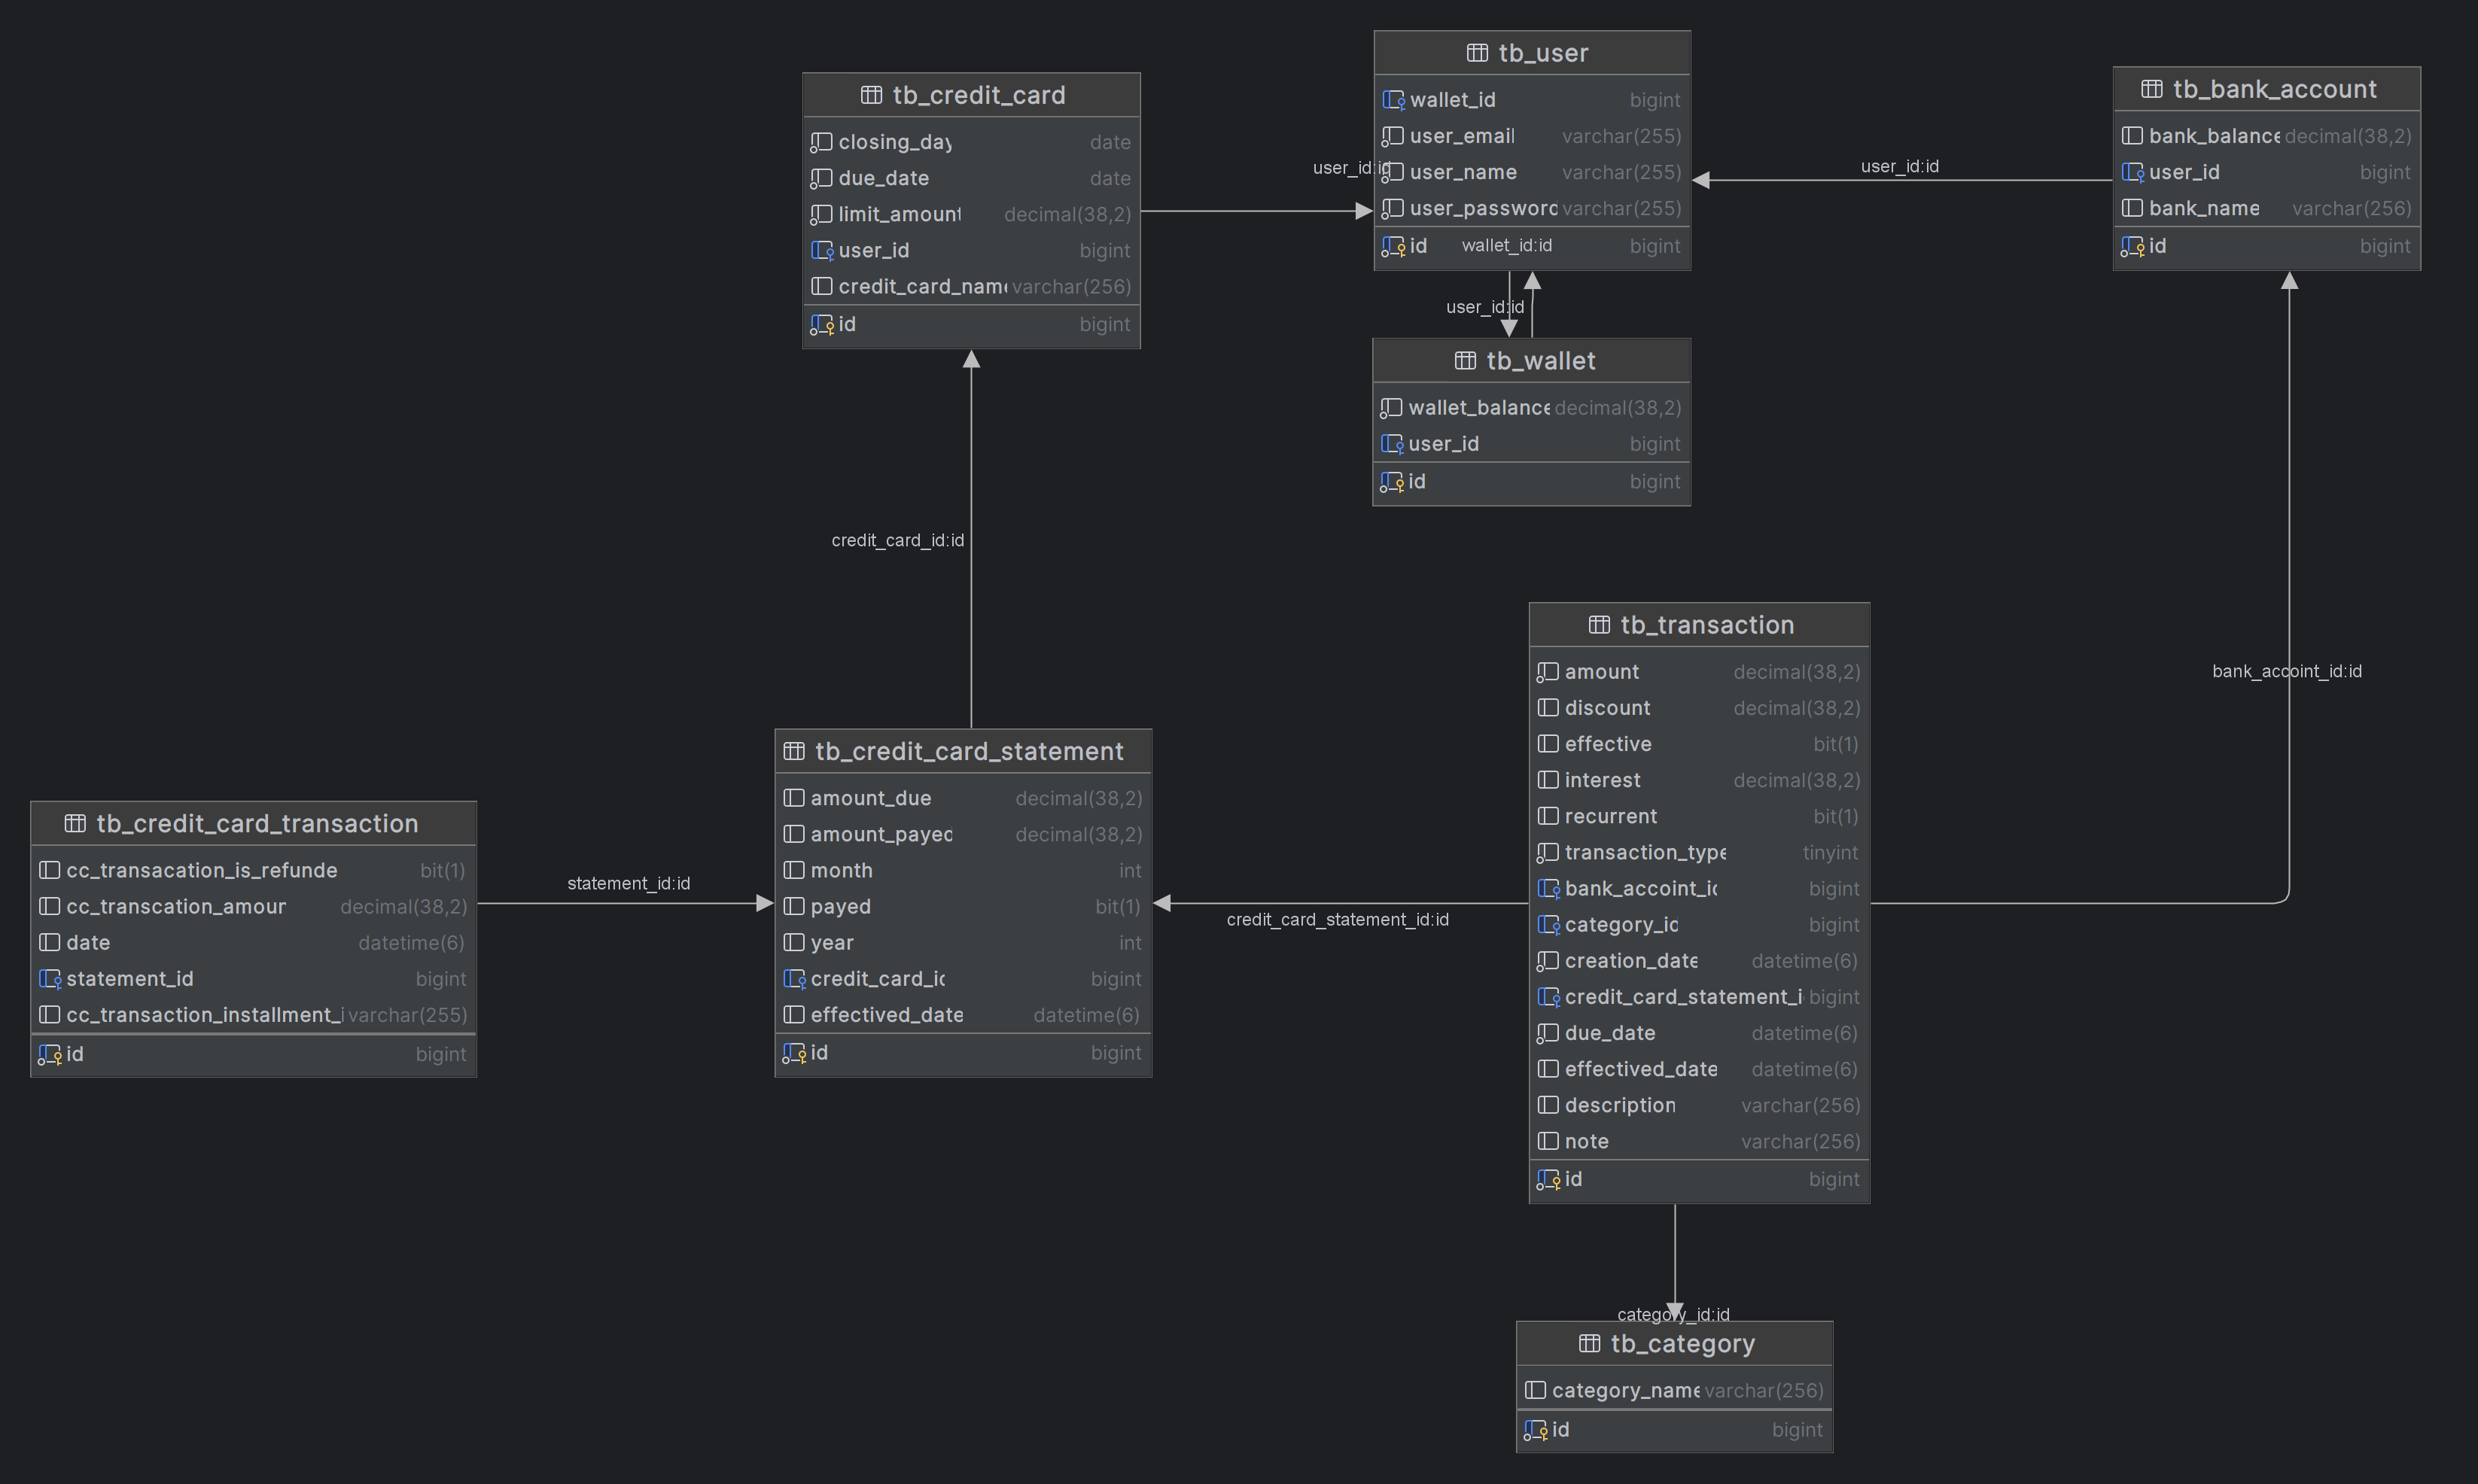 tb_user
wallet_id bigint
user_email varchar(255)
user_name varchar(255)
user_password varchar(255)
id bigint
wallet_id:id
tb_credit_card
closing_day date
due_date date
limit_amount decimal(38,2)
user_id bigint
credit_card_name varchar(256)
id bigint
user_id:id
tb_bank_account
bank_balance decimal(38,2)
user_id bigint
bank_name varchar(256)
id bigint
user_id:id
user_id:id
tb_wallet
wallet_balance decimal(38,2)
user_id bigint
id bigint
credit_card_id:id
tb_transaction
amount decimal(38,2)
discount decimal(38,2)
effective bit(1)
interest decimal(38,2)
recurrent bit(1)
transaction_type tinyint
bank_accoint_id bigint
category_id bigint
creation_date datetime(6)
credit_card_statement_i bigint
due_date datetime(6)
effectived_date datetime(6)
description varchar(256)
note varchar(256)
id bigint
bank_accoint_id:id
tb_credit_card_statement
amount_due decimal(38,2)
amount_payed decimal(38,2)
month int
payed bit(1)
year int
credit_card_id bigint
effectived_date datetime(6)
id bigint
credit_card_statement_id:id
tb_credit_card_transaction
cc_transacation_is_refunde bit(1)
cc_transcation_amour decimal(38,2)
date datetime(6)
statement_id bigint
cc_transaction_installment_i varchar(255)
id bigint
statement_id:id
category_id:id
tb_category
category_name varchar(256)
id bigint